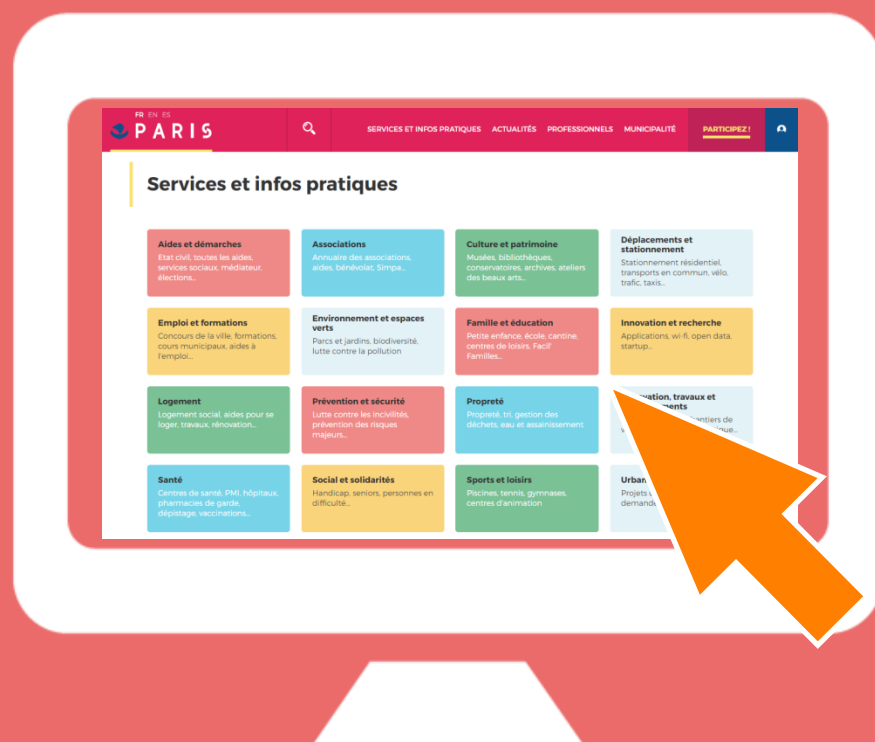 FR EN ES
PARIS
SERVICES ET INFOS PRATIQUES ACTUALITÉS PROFESSIONNELS MUNICIPALITÉ PARTICIPEZ !
Services et infos pratiques
Aides et démarches
Etat civil, toutes les aides,
services sociaux, médiateur,
élections...
Associations
Annuaire des associations,
aides, bénévolat, Simpa...
Culture et patrimoine
Musées, bibliothèques,
conservatoires, archives, ateliers
des beaux arts...
Déplacements et
stationnement
Stationnement résidentiel,
transports en commun, vélo,
trafic, taxis...
Emploi et formations
Concours de la ville, formations,
cours municipaux, aides à
l'emploi...
Environnement et espaces
verts
Parcs et jardins, biodiversité,
lutte contre la pollution
Famille et éducation
Petite enfance, école, cantine,
centres de loisirs, Facil'
Familles...
Innovation et recherche
Applications, wi-fi, open data,
startup...
Logement
Logement social, aides pour se
loger, travaux, rénovation...
Prévention et sécurité
Lutte contre les incivilités,
prévention des risques
majeurs...
Propreté
Propreté, tri, gestion des
déchets, eau et assainissement
travaux et
de
Santé
Centres de santé, PMI, hôpitaux,
pharmacies de garde,
dépistage, vaccinations...
Social et solidarités
Handicap, seniors, personnes en
difficulté...
Sports et loisirs
Piscines, tennis, gymnases,
centres d'animation
Projets